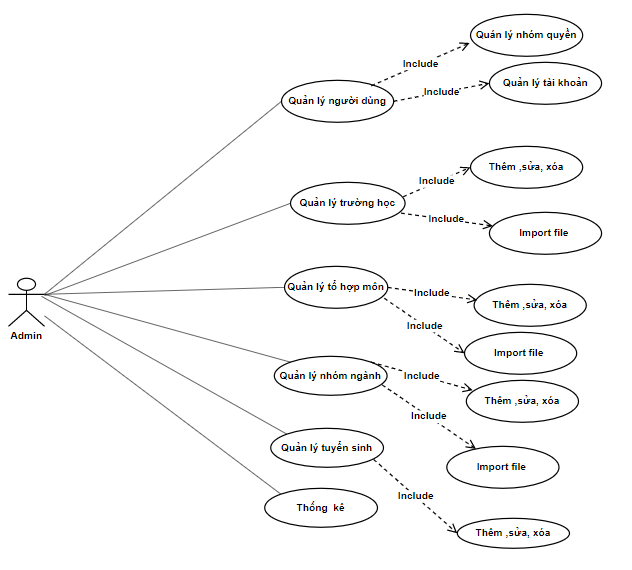 Quán lý nhóm quyền
Include
Quản lý tài khoản
Include
Quản lý người dùng
Thêm ,sửa, xóa
Include
Quản lý trường học
Include
Import file
Quản lý tổ hợp môn
Include
Thêm ,sửa, xóa
Include
Admin
Import file
Quản lý nhóm ngành
Include
Thêm ,sửa, xóa
Include
Quản lý tuyển sinh
Import file
Include
Thống kê
Thêm ,sửa, xóa